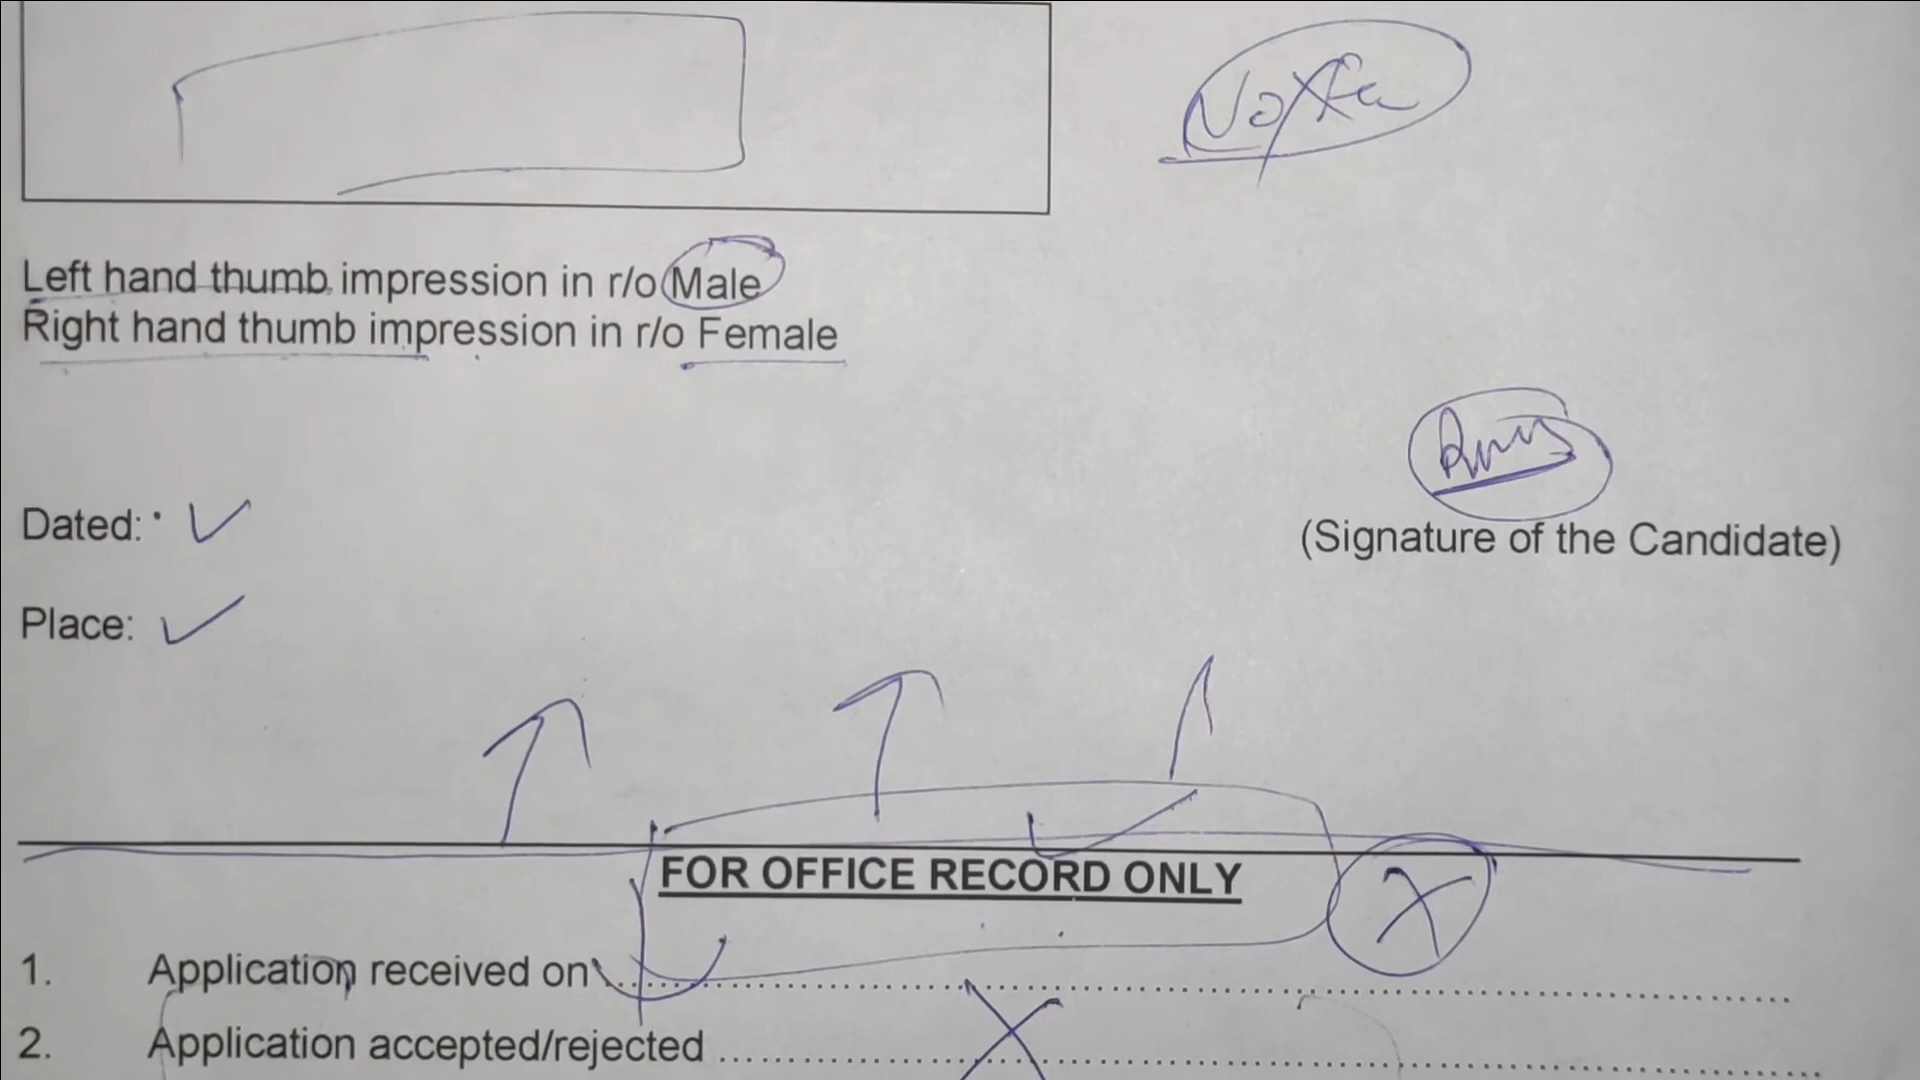 Left hand thumb impression in r/o Male
Right hand thumb impression in r/o Female
Dated:
(Signature of the Candidate)
Place:
FOR OFFICE RECORD ONLY
1. Application received on ........................................................
2. Application accepted/rejected ........................................................